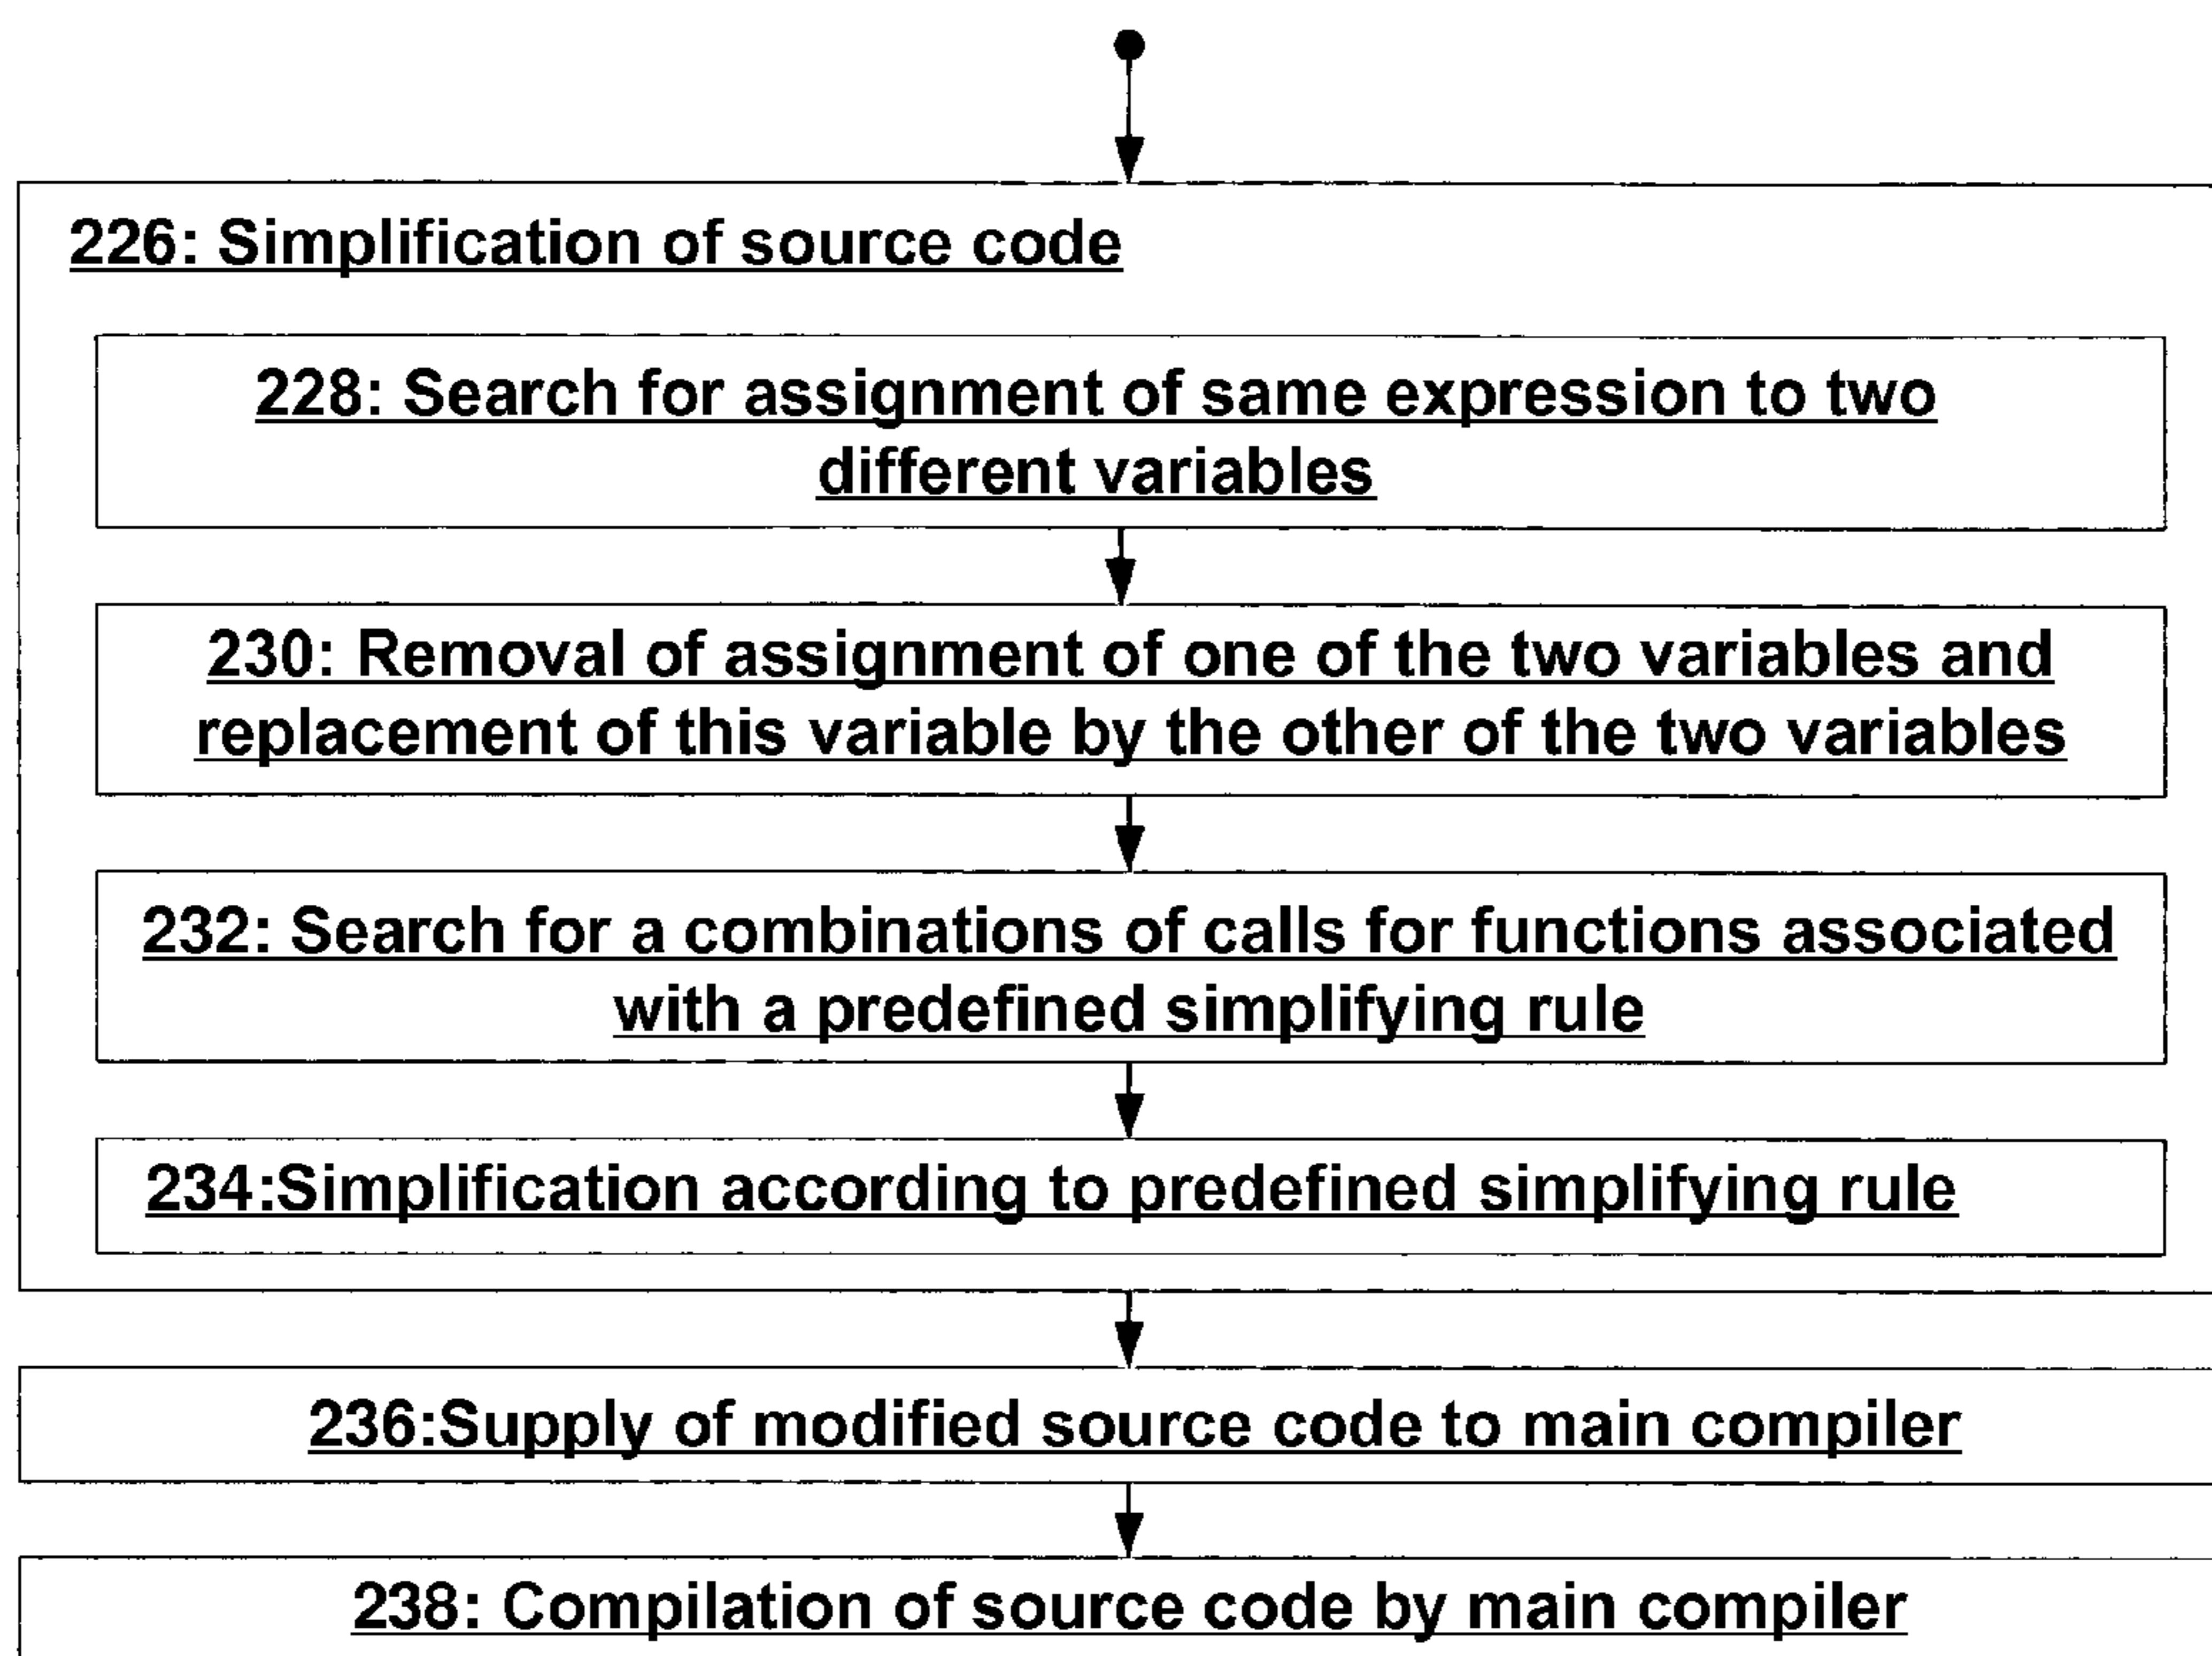 226: Simplification of source code
228: Search for assignment of same expression to two
different variables
230: Removal of assignment of one of the two variables and
replacement of this variable by the other of the two variables
232: Search for a combinations of calls for functions associated
with a predefined simplifying rule
234:Simplification according to predefined simplifying rule
236:Supply of modified source code to main compiler
238: Compilation of source code by main compiler